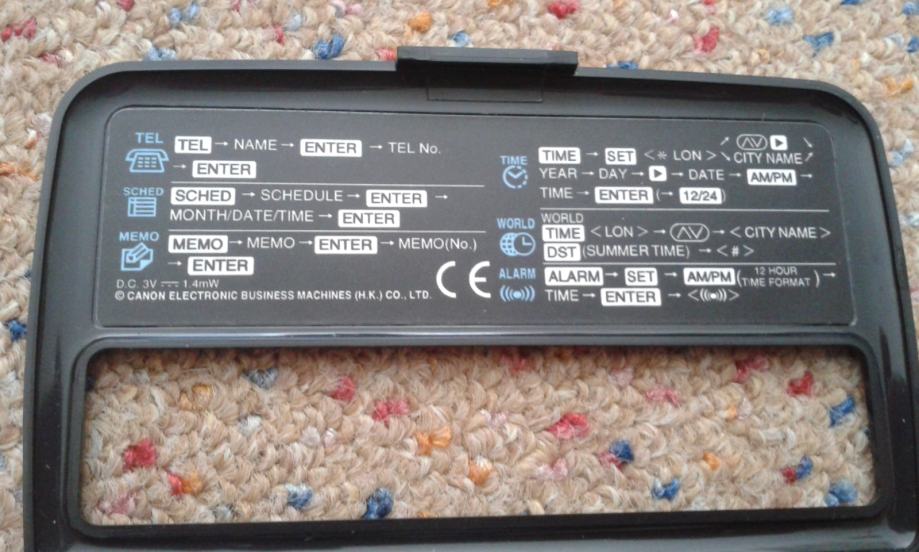 TEL
TEL → NAME → ENTER → TEL No.
→ ENTER
SCHED
SCHED → SCHEDULE → ENTER →
MONTH/DATE/TIME → ENTER
MEMO
MEMO → MEMO → ENTER → MEMO(No.)
→ ENTER
D.C. 3V ⎓ 1.4mW
© CANON ELECTRONIC BUSINESS MACHINES (H.K.) CO., LTD.
CE
TIME
TIME → SET <* LON > ↗ ΛV ▶ ↘
↘ CITY NAME ↗
YEAR → DAY → ▶ → DATE → AM/PM →
TIME → ENTER (→ 12/24)
WORLD
WORLD
TIME < LON > → ΛV → < CITY NAME >
DST (SUMMER TIME) → < # >
ALARM
ALARM → SET → AM/PM (12 HOUR TIME FORMAT) →
TIME → ENTER → <((•))>